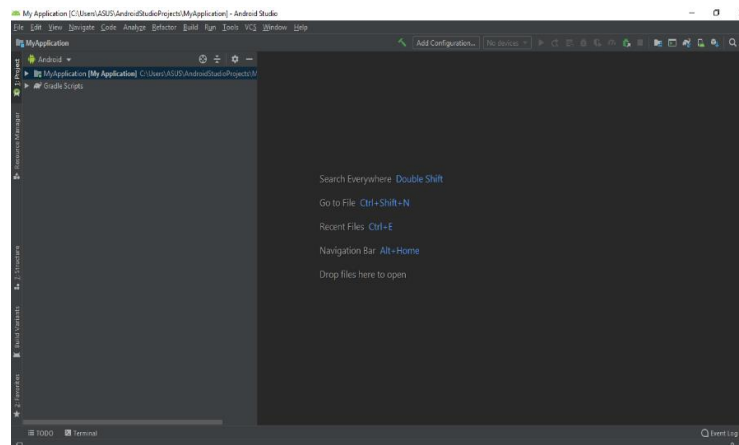 My Application [C:\Users\ASUS\AndroidStudioProjects\MyApplication] - Android Studio
File Edit View Navigate Code Analyze Refactor Build Run Tools VCS Window Help
MyApplication
Add Configuration...
No devices
Android
MyApplication [My Application] C:\Users\ASUS\AndroidStudioProjects\M
Gradle Scripts
1: Project
Resource Manager
Z: Structure
Build Variants
2: Favorites
Search Everywhere Double Shift
Go to File Ctrl+Shift+N
Recent Files Ctrl+E
Navigation Bar Alt+Home
Drop files here to open
TODO Terminal
Event Log